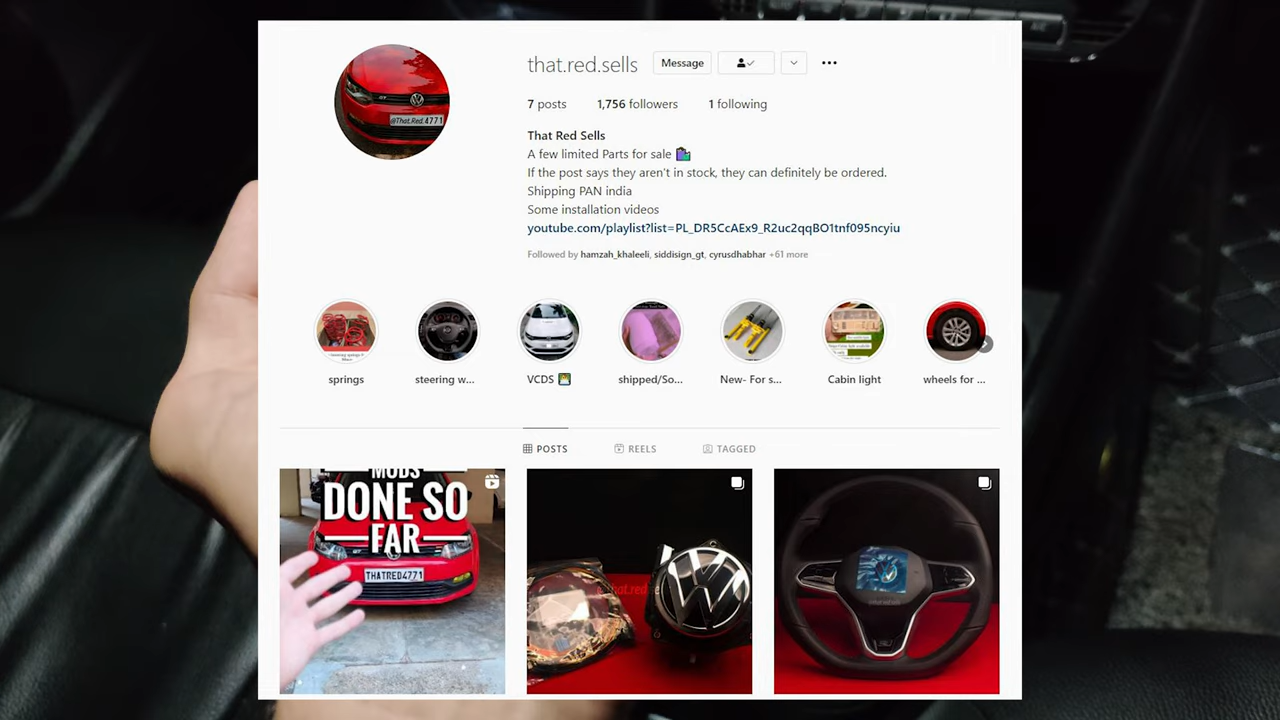 that.red.sells Message
7 posts 1,756 followers 1 following
That Red Sells
A few limited Parts for sale 🛍️
If the post says they aren't in stock, they can definitely be ordered.
Shipping PAN india
Some installation videos
youtube.com/playlist?list=PL_DR5CcAEx9_R2uc2qqBO1tnf095ncyiu
Followed by hamzah_khaleeli, siddisign_gt, cyrusdhabhar +61 more
@That.Red.4771
springs steering w... VCDS shipped/So... New- For s... Cabin light wheels for ...
POSTS REELS TAGGED
MODS
DONE SO
FAR
THATRED4771